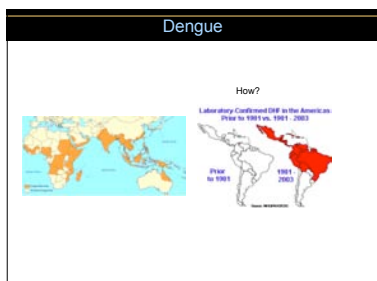 Dengue
How?
Laboratory-Confirmed DHF in the Americas:
Prior to 1981 vs. 1981 - 2003
Prior
to 1981
1981 -
2003